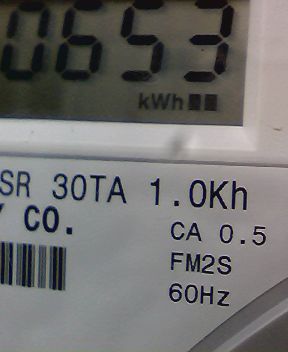 0653
kWh
SR 30TA 1.0Kh
Y CO.
CA 0.5
FM2S
60Hz